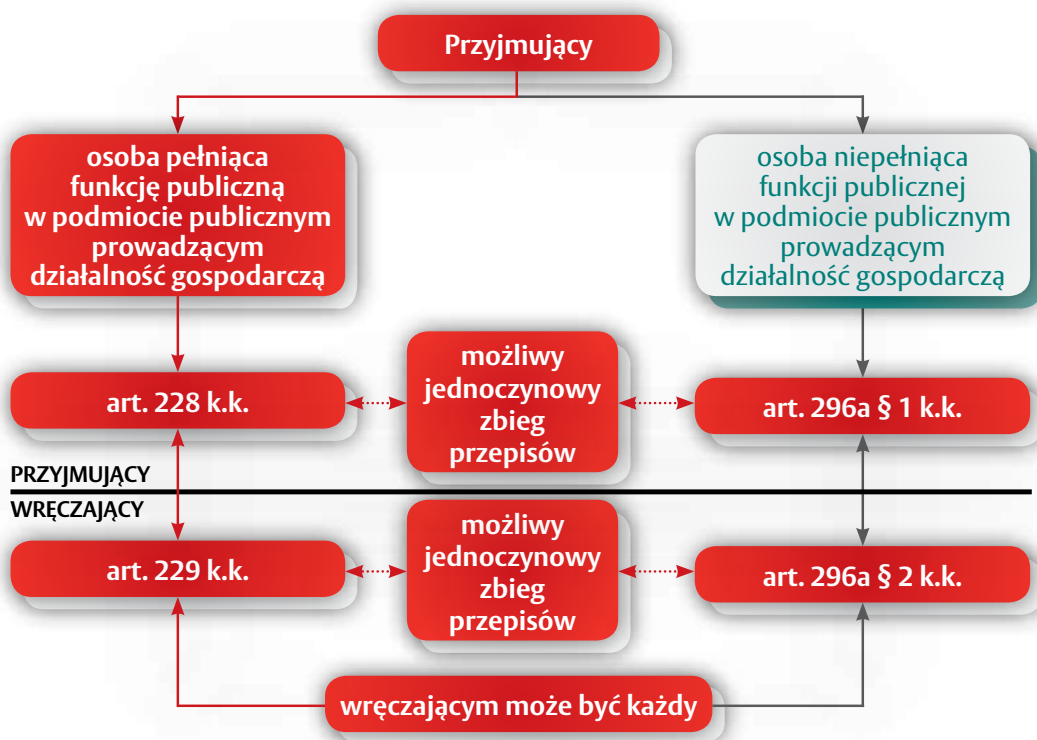 Przyjmujący
osoba pełniąca
funkcję publiczną
w podmiocie publicznym
prowadzącym
działalność gospodarczą
osoba niepełniąca
funkcji publicznej
w podmiocie publicznym
prowadzącym
działalność gospodarczą
art. 228 k.k.
możliwy
jednoczynowy
zbieg
przepisów
art. 296a § 1 k.k.
PRZYJMUJĄCY
WRĘCZAJĄCY
art. 229 k.k.
możliwy
jednoczynowy
zbieg
przepisów
art. 296a § 2 k.k.
wręczającym może być każdy